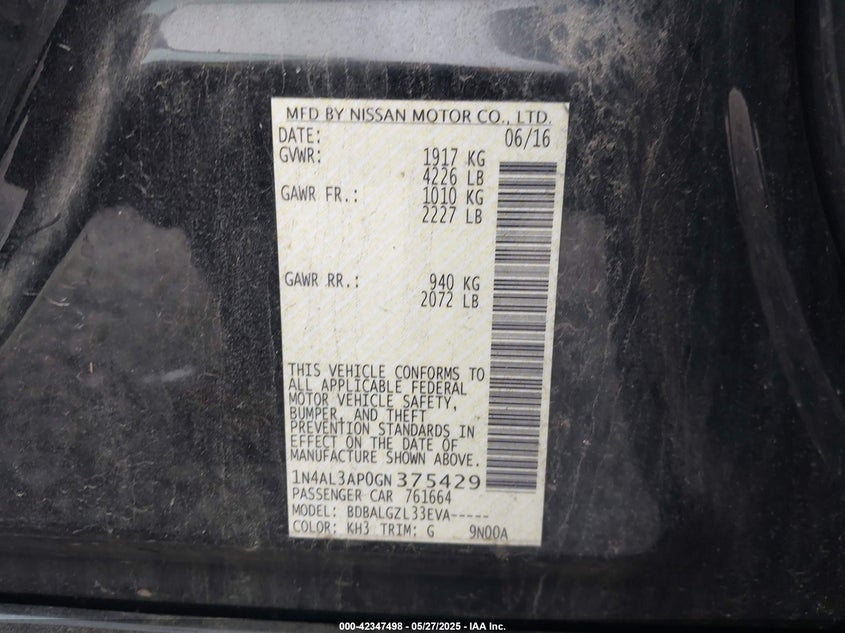 MFD BY NISSAN MOTOR CO., LTD.
DATE: 06/16
GVWR: 1917 KG
4226 LB
GAWR FR.: 1010 KG
2227 LB
GAWR RR.: 940 KG
2072 LB
THIS VEHICLE CONFORMS TO
ALL APPLICABLE FEDERAL
MOTOR VEHICLE SAFETY,
BUMPER, AND THEFT
PREVENTION STANDARDS IN
EFFECT ON THE DATE OF
MANUFACTURE SHOWN ABOVE.
1N4AL3AP0GN375429
PASSENGER CAR 761664
MODEL: BDBALGZL33EVA-----
COLOR: KH3 TRIM: G 9N00A
000-42347498 - 05/27/2025 - IAA Inc.